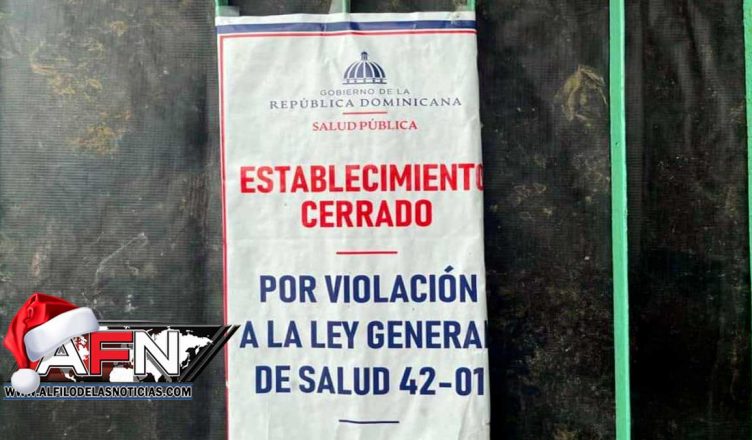 GOBIERNO DE LA
REPÚBLICA DOMINICANA
SALUD PÚBLICA
ESTABLECIMIENTO
CERRADO
POR VIOLACIÓN
A LA LEY GENERAL
DE SALUD 42-01
AFN
WWW.ALFILODELASNOTICIAS.COM